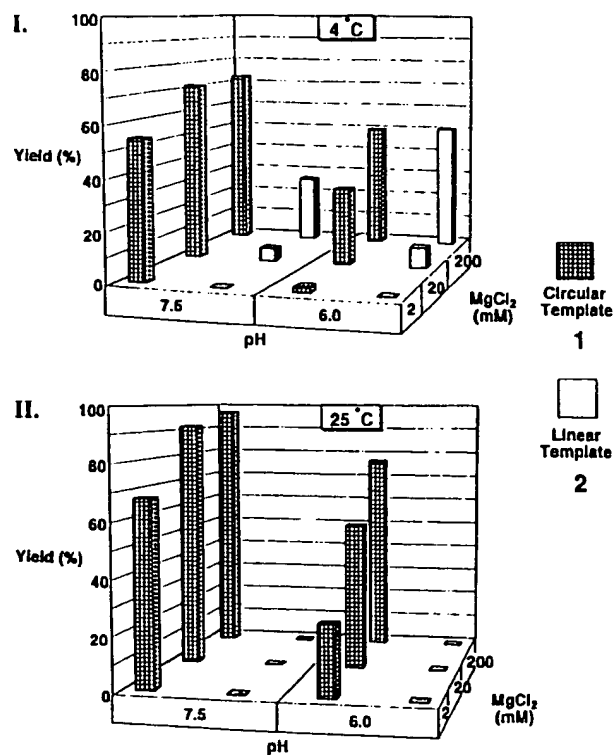 I.
4 °C
100
80
60
40
20
0
Yield (%)
7.5
6.0
pH
2
20
200
MgCl₂
(mM)
Circular
Template
1
Linear
Template
2
II.
25 °C
100
80
60
40
20
0
Yield (%)
7.5
6.0
pH
2
20
200
MgCl₂
(mM)